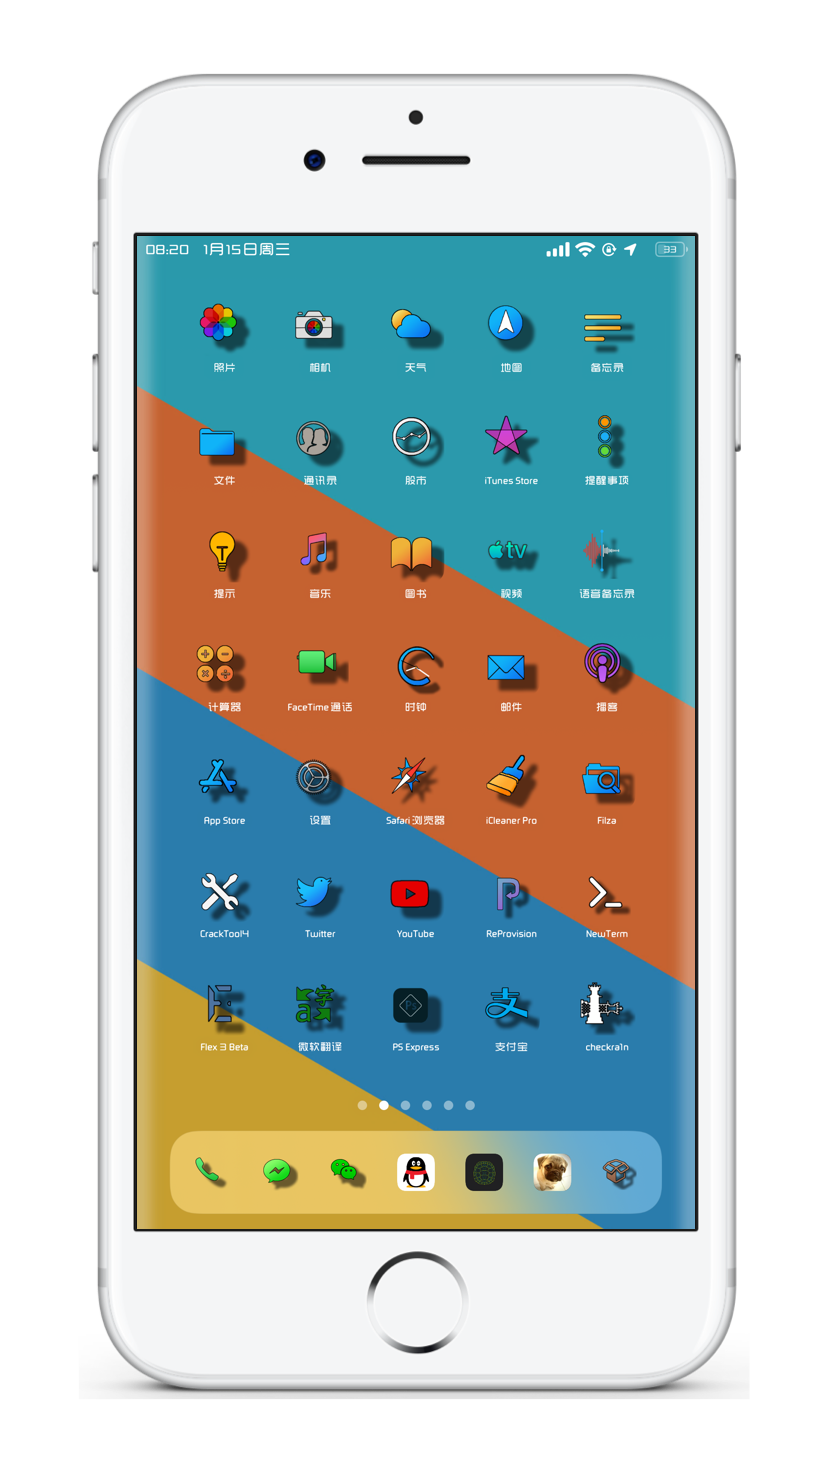 08:20 1月15日周三 33
照片 相机 天气 地图 备忘录
文件 通讯录 股市 iTunes Store 提醒事项
T tv
提示 音乐 图书 视频 语音备忘录
计算器 FaceTime 通话 时钟 邮件 播客
App Store 设置 Safari 浏览器 iCleaner Pro Filza
CrackTool4 Twitter YouTube ReProvision NewTerm
a 字 Ps 支
Flex 3 Beta 微软翻译 PS Express 支付宝 checkra1n